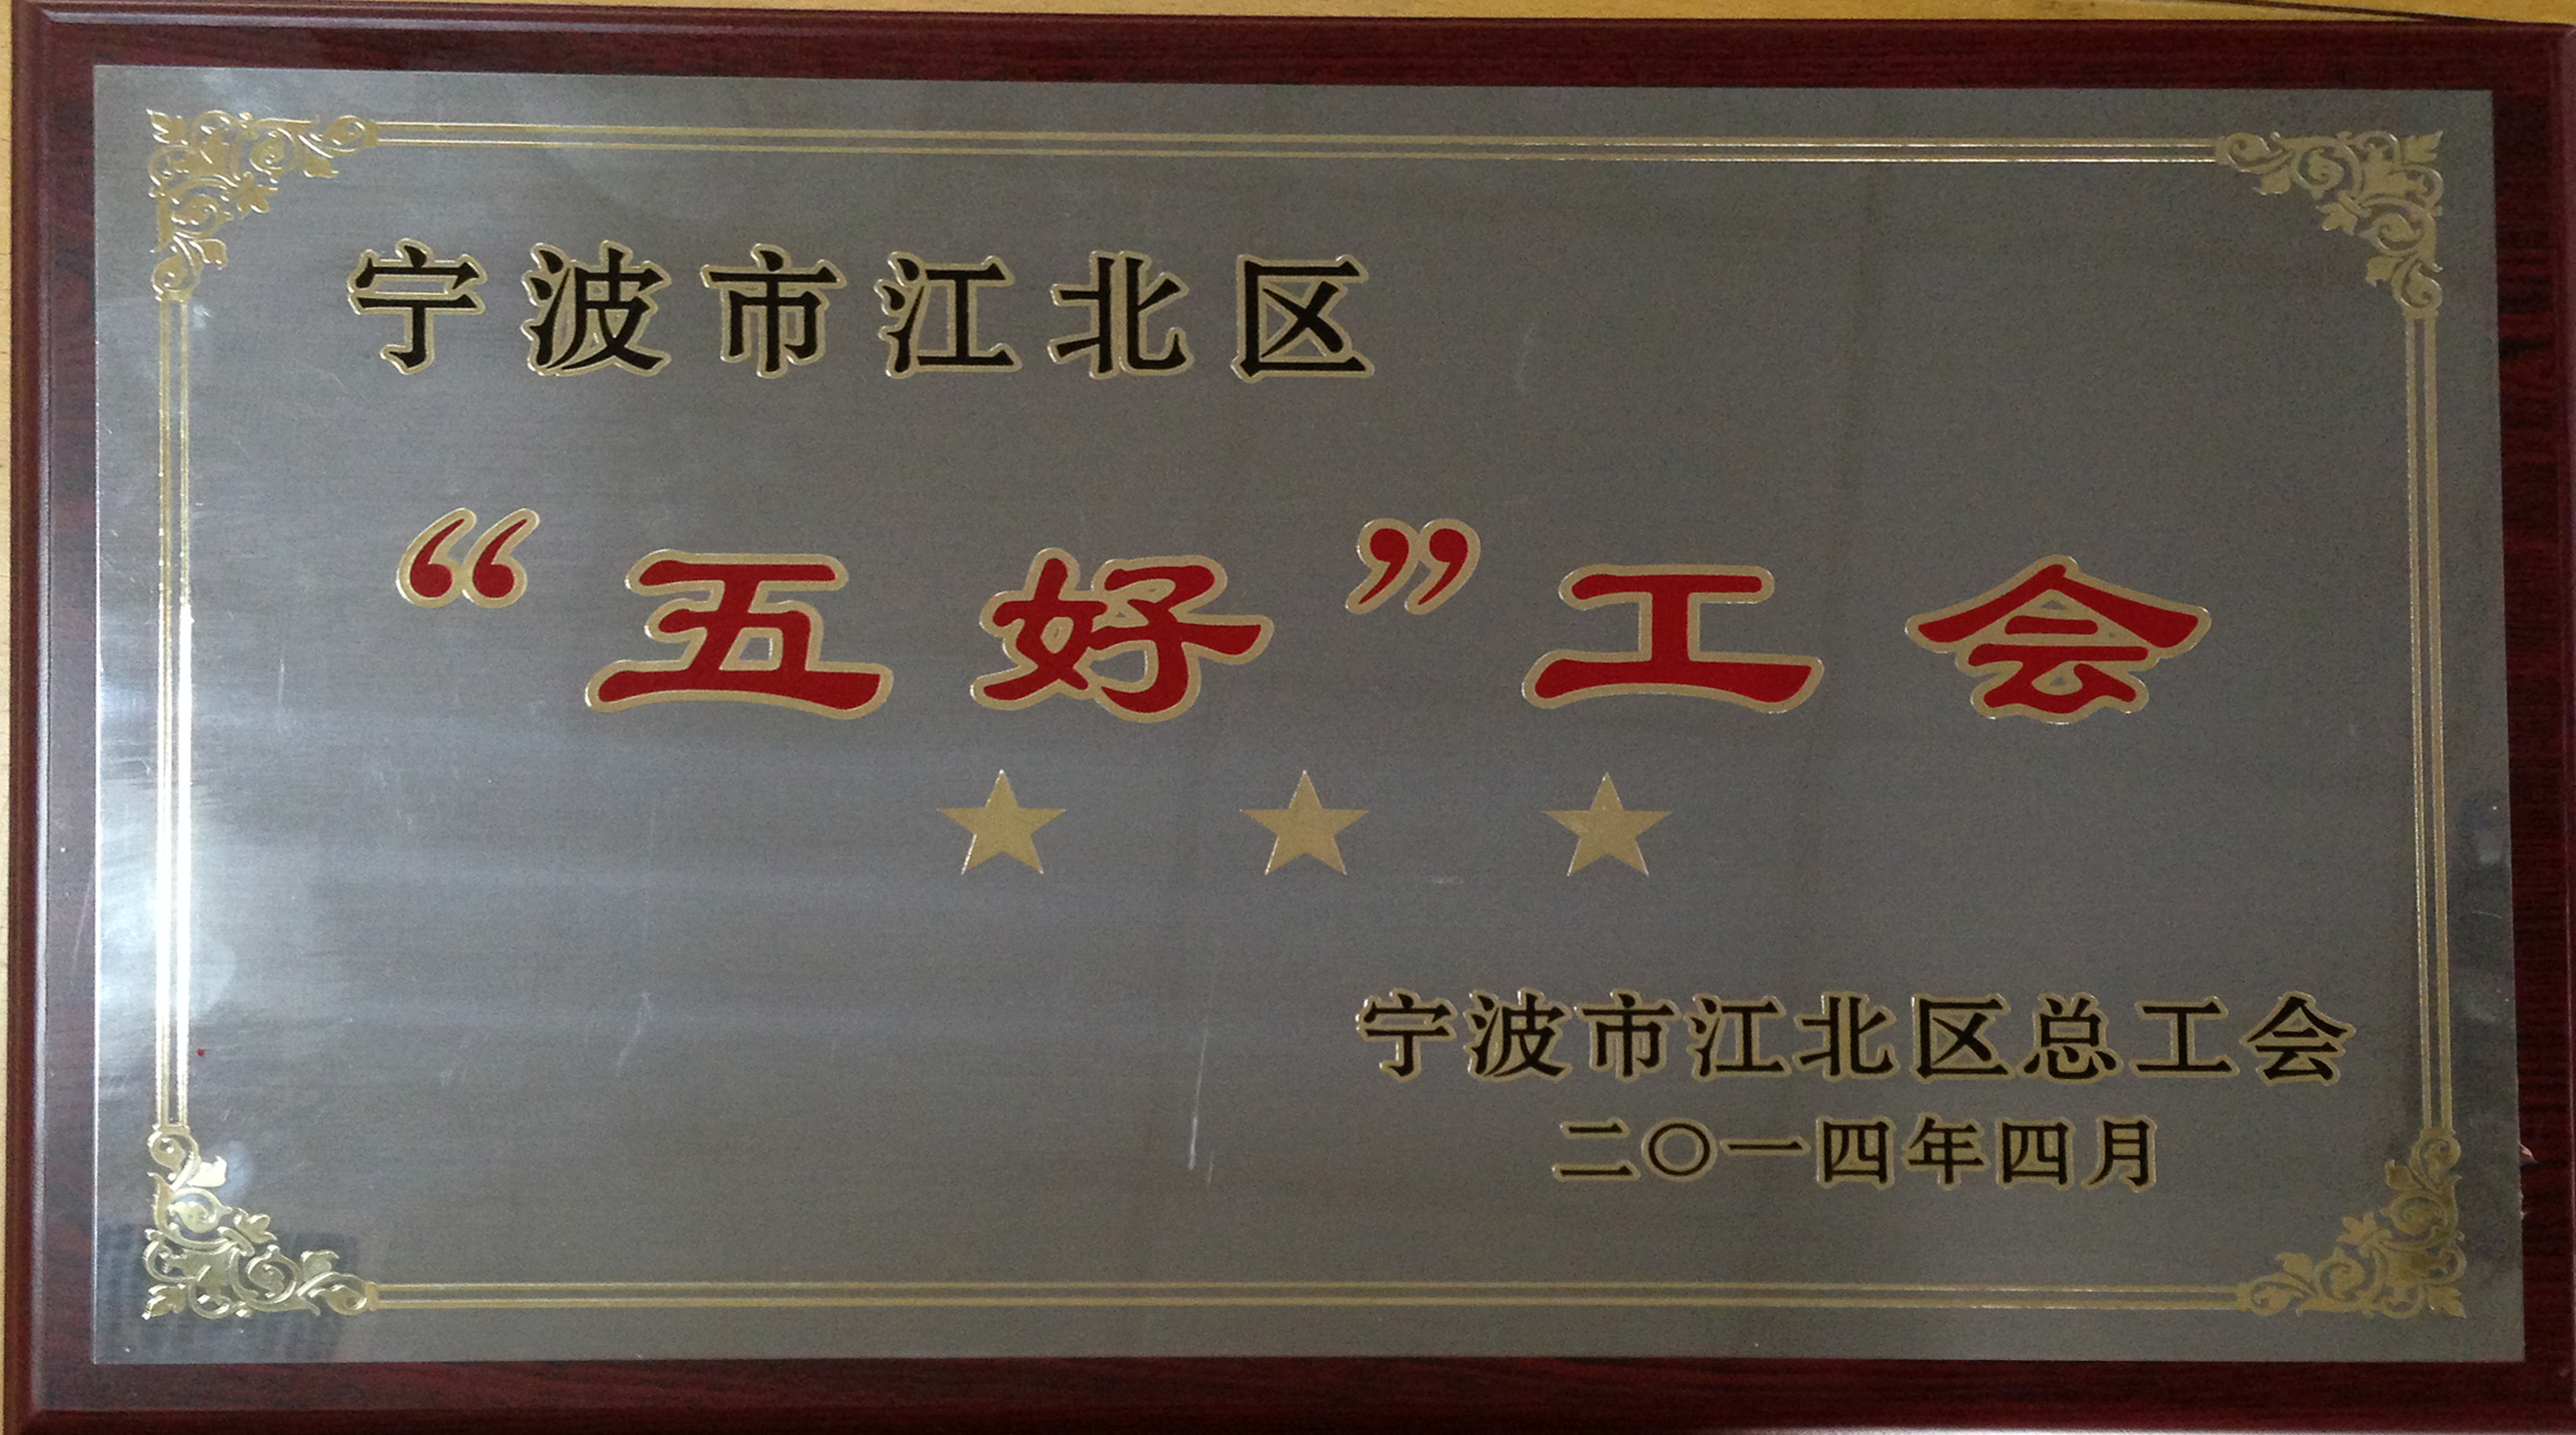 宁波市江北区
“五好”工会
宁波市江北区总工会
二〇一四年四月